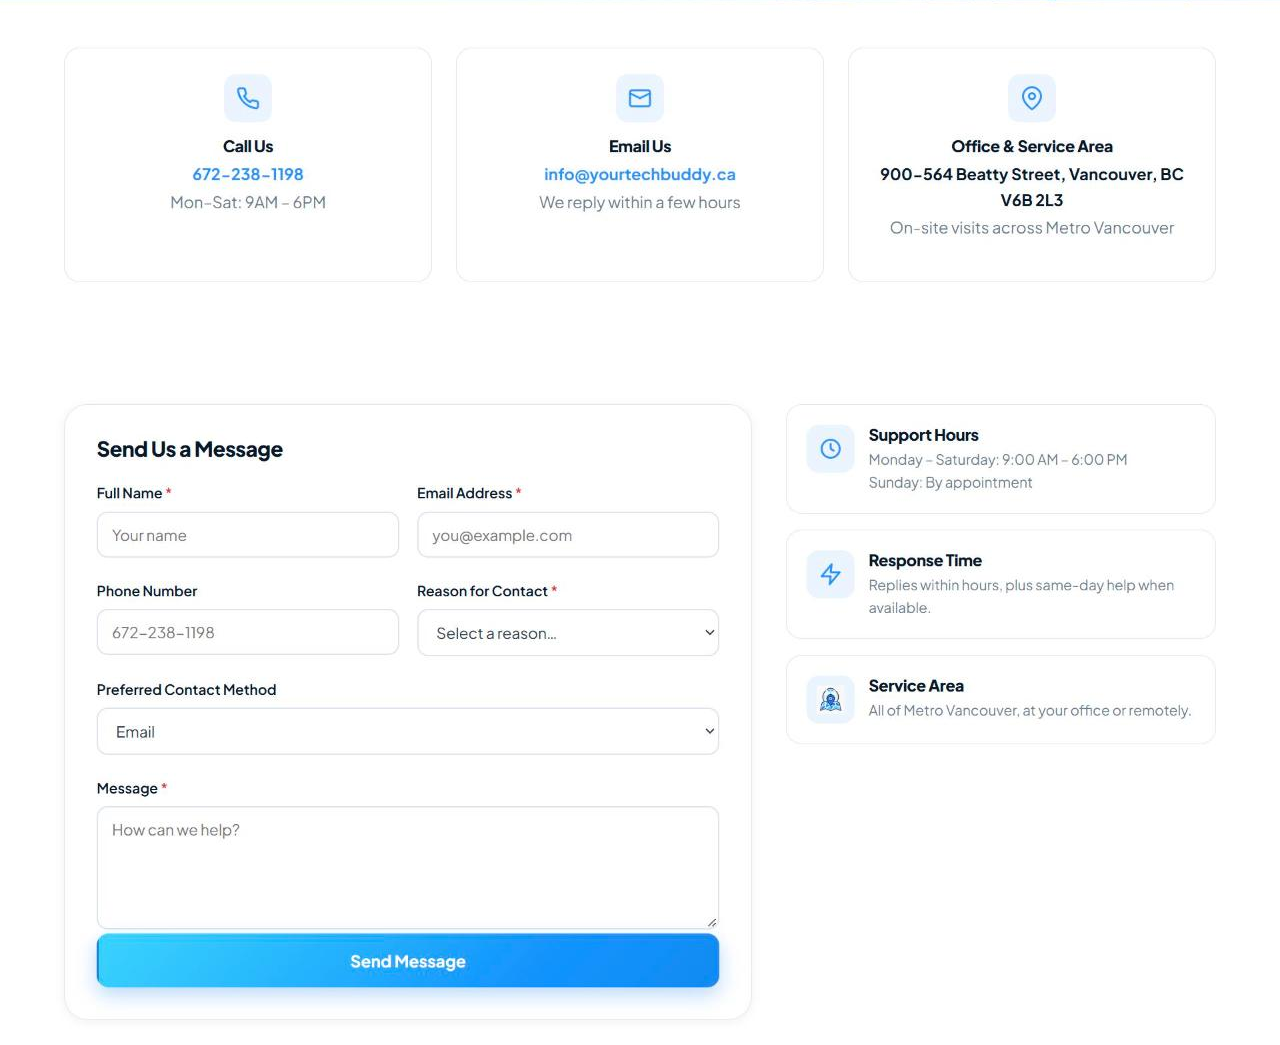 Call Us
672-238-1198
Mon–Sat: 9AM – 6PM
Email Us
info@yourtechbuddy.ca
We reply within a few hours
Office & Service Area
900-564 Beatty Street, Vancouver, BC
V6B 2L3
On-site visits across Metro Vancouver
Send Us a Message
Full Name *
Your name
Email Address *
you@example.com
Phone Number
672-238-1198
Reason for Contact *
Select a reason...
Preferred Contact Method
Email
Message *
How can we help?
Send Message
Support Hours
Monday – Saturday: 9:00 AM – 6:00 PM
Sunday: By appointment
Response Time
Replies within hours, plus same-day help when
available.
Service Area
All of Metro Vancouver, at your office or remotely.